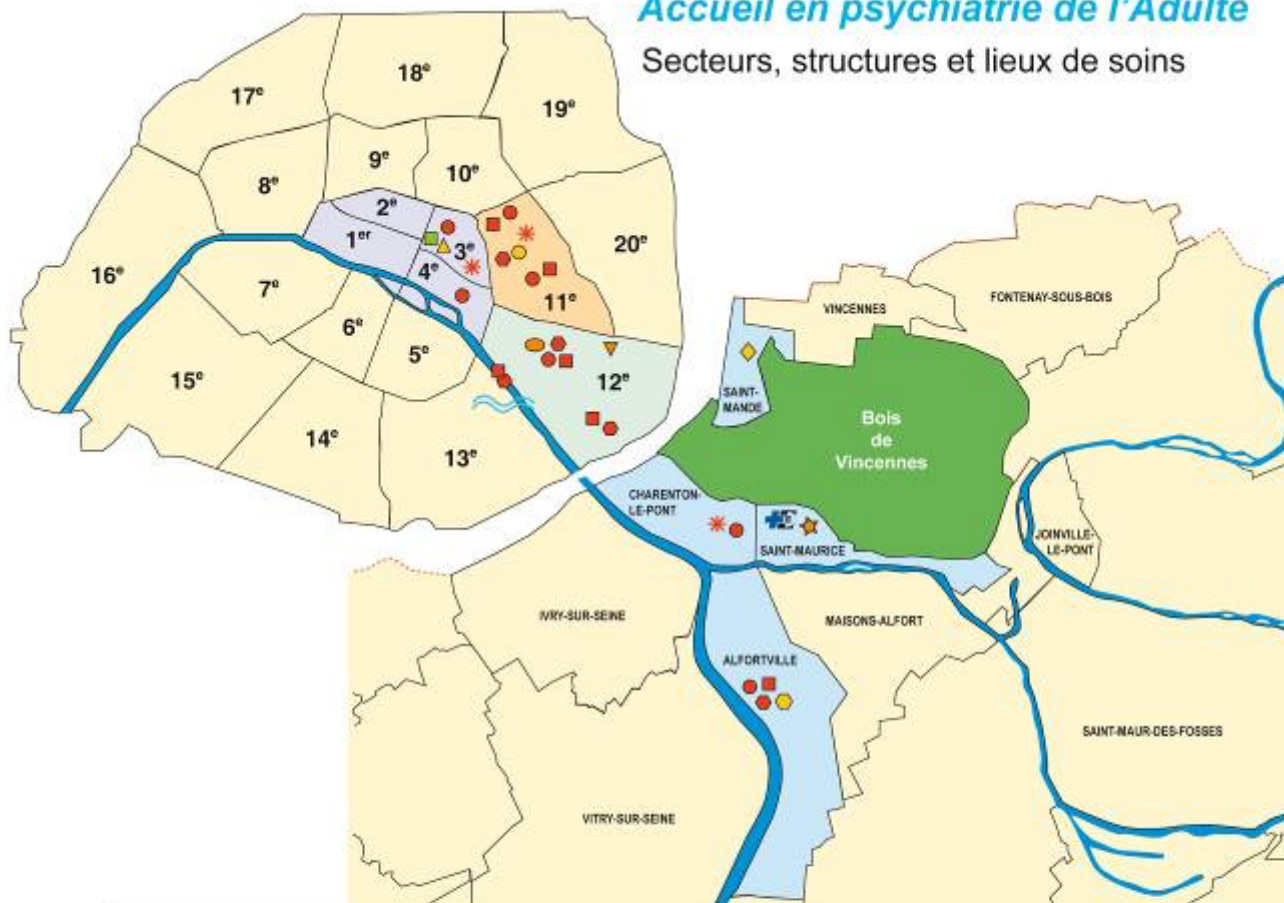 Accueil en psychiatrie de l'Adulte
Secteurs, structures et lieux de soins
18e
17e
19e
9e
10e
8e
2e
1er
3e
20e
16e
4e
7e
11e
6e
5e
15e
12e
14e
13e
VINCENNES
FONTENAY-SOUS-BOIS
SAINT-
MANDE
Bois
de
Vincennes
CHARENTON-
LE-PONT
SAINT-MAURICE
JOINVILLE-
LE-PONT
IVRY-SUR-SEINE
MAISONS-ALFORT
ALFORTVILLE
SAINT-MAUR-DES-FOSSES
VITRY-SUR-SEINE